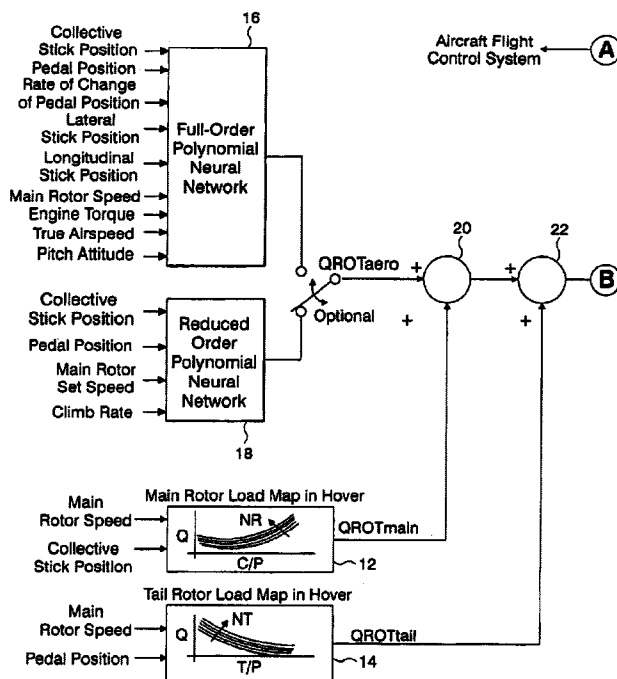 16
Collective
Stick Position
Pedal Position
Rate of Change
of Pedal Position
Lateral
Stick Position
Longitudinal
Stick Position
Main Rotor Speed
Engine Torque
True Airspeed
Pitch Attitude
Full-Order
Polynomial
Neural
Network
Aircraft Flight
Control System
A
QROTaero
Optional
+
+
20
+
+
22
B
Collective
Stick Position
Pedal Position
Main Rotor
Set Speed
Climb Rate
Reduced
Order
Polynomial
Neural
Network
18
Main Rotor Load Map in Hover
Main
Rotor Speed
Collective
Stick Position
Q
NR
C/P
QROTmain
12
Tail Rotor Load Map in Hover
Main
Rotor Speed
Pedal Position
Q
NT
T/P
QROTtail
14